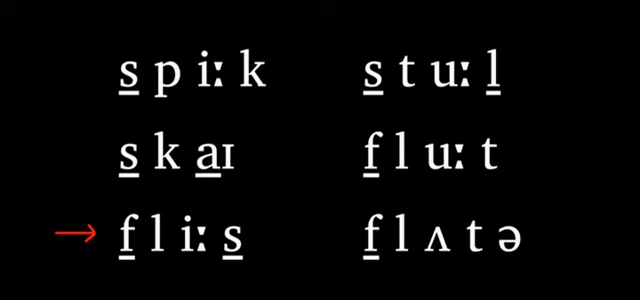 s p iː k s t uː l
s k aɪ f l uː t
→ f l iː s f l ʌ t ə